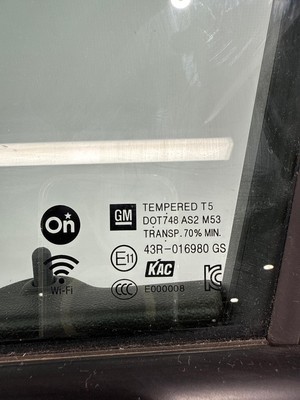 On
GM
TEMPERED T5
DOT748 AS2 M53
TRANSP. 70% MIN.
E11
43R-016980 GS
Wi-Fi
KAC
CCC
E000008
KC